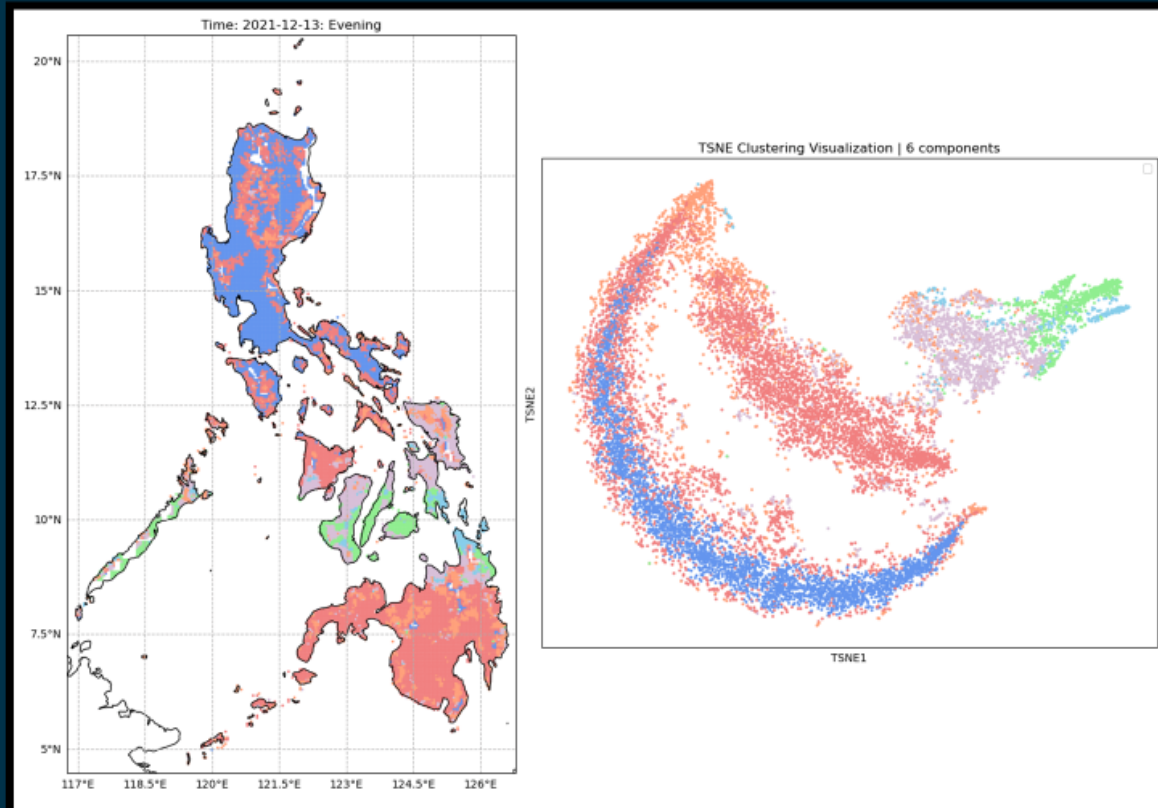 Time: 2021-12-13: Evening
20°N
17.5°N
15°N
12.5°N
10°N
7.5°N
5°N
117°E 118.5°E 120°E 121.5°E 123°E 124.5°E 126°E
TSNE Clustering Visualization | 6 components
TSNE2
TSNE1